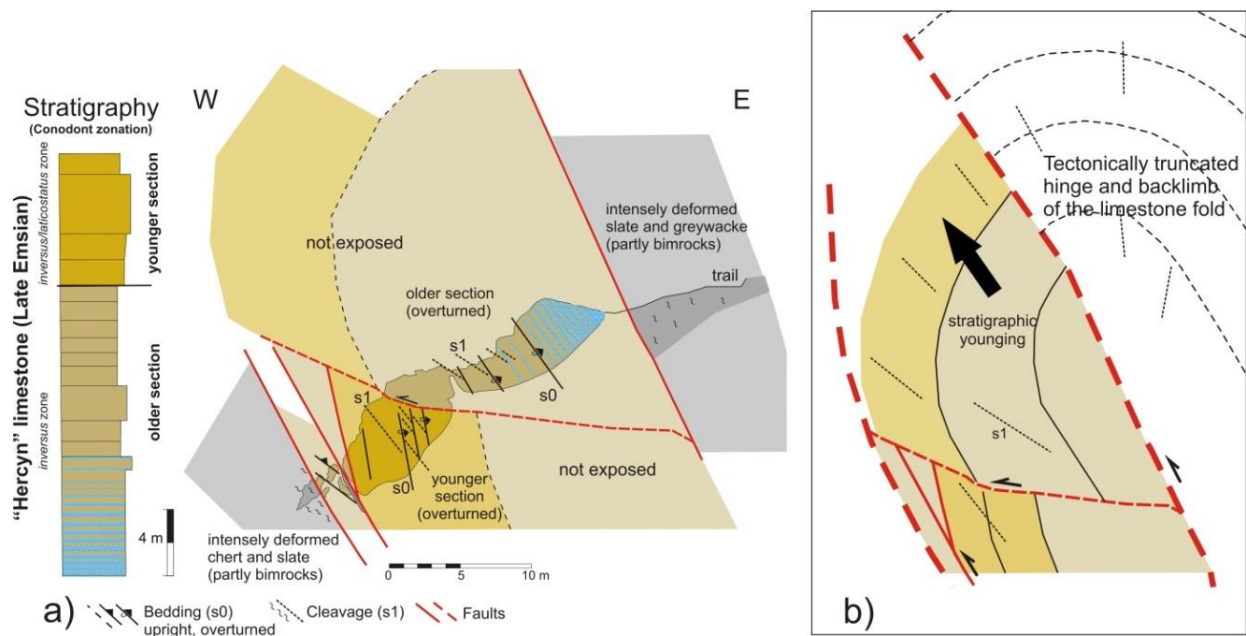 Stratigraphy
(Conodont zonation)
"Hercyn" limestone (Late Emsian)
inversus/laticostatus zone
younger section
inversus zone
older section
4 m
W
E
not exposed
intensely deformed
slate and greywacke
(partly bimrocks)
trail
older section
(overturned)
s1
s0
s1
s0
younger
section
(overturned)
not exposed
intensely deformed
chert and slate
(partly bimrocks)
0 5 10 m
a)
Bedding (s0)
upright, overturned
Cleavage (s1)
Faults
Tectonically truncated
hinge and backlimb
of the limestone fold
stratigraphic
younging
s1
b)